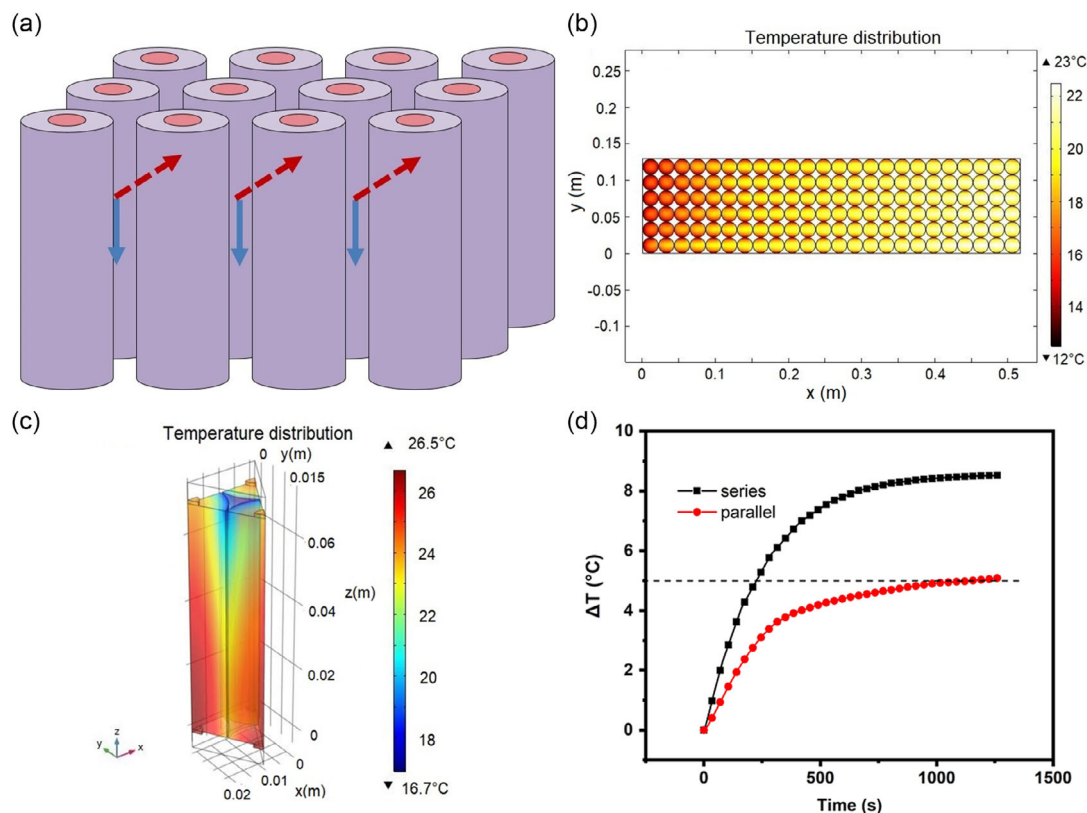 (a)
(b)
Temperature distribution
▲ 23°C
0.25
0.2
0.15
0.1
0.05
0
-0.05
-0.1
y (m)
0
0.1
0.2
0.3
0.4
0.5
x (m)
22
20
18
16
14
▼12°C
(c)
Temperature distribution
▲ 26.5°C
0 y(m)
0.015
0.06
0.04
z(m)
0.02
0
0
0.01
x(m)
0.02
z
y
x
26
24
22
20
18
▼ 16.7°C
(d)
10
8
6
4
2
0
ΔT (°C)
series
parallel
0
500
1000
1500
Time (s)